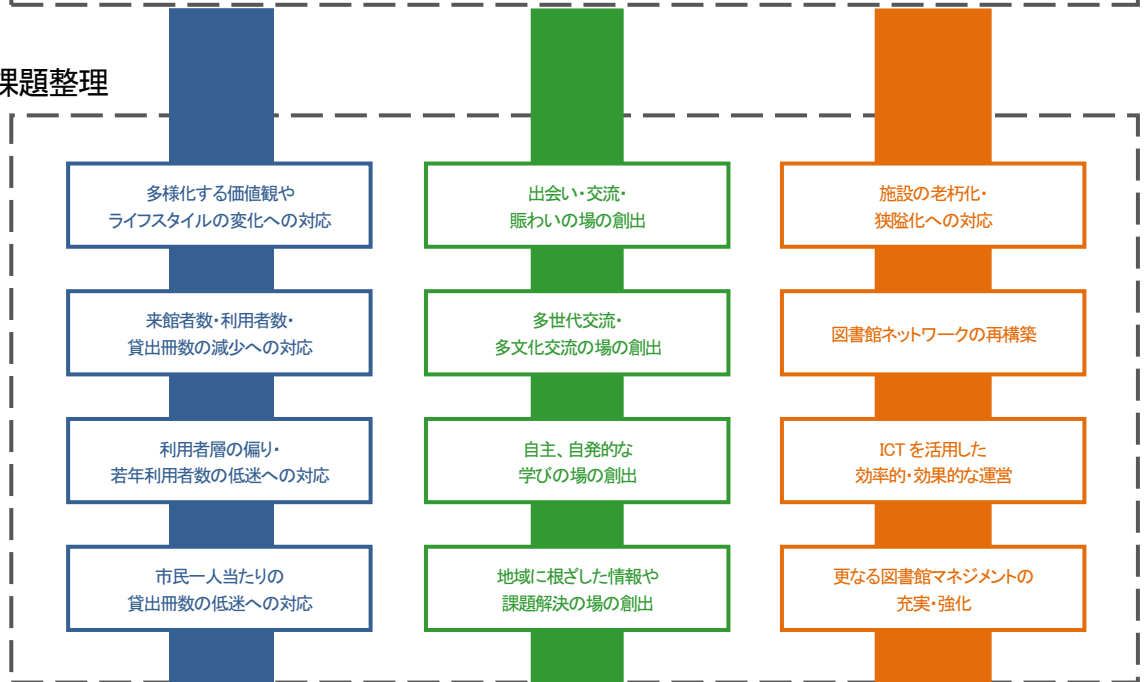 課題整理
多様化する価値観や
ライフスタイルの変化への対応
来館者数・利用者数・
貸出冊数の減少への対応
利用者層の偏り・
若年利用者数の低迷への対応
市民一人当たりの
貸出冊数の低迷への対応
出会い・交流・
賑わいの場の創出
多世代交流・
多文化交流の場の創出
自主、自発的な
学びの場の創出
地域に根ざした情報や
課題解決の場の創出
施設の老朽化・
狭隘化への対応
図書館ネットワークの再構築
ICT を活用した
効率的・効果的な運営
更なる図書館マネジメントの
充実・強化